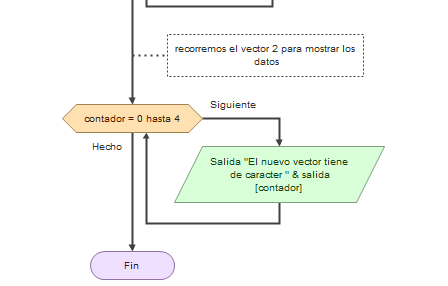 recorremos el vector 2 para mostrar los
datos
Siguiente
contador = 0 hasta 4
Hecho
Salida "El nuevo vector tiene
de caracter " & salida
[contador]
Fin